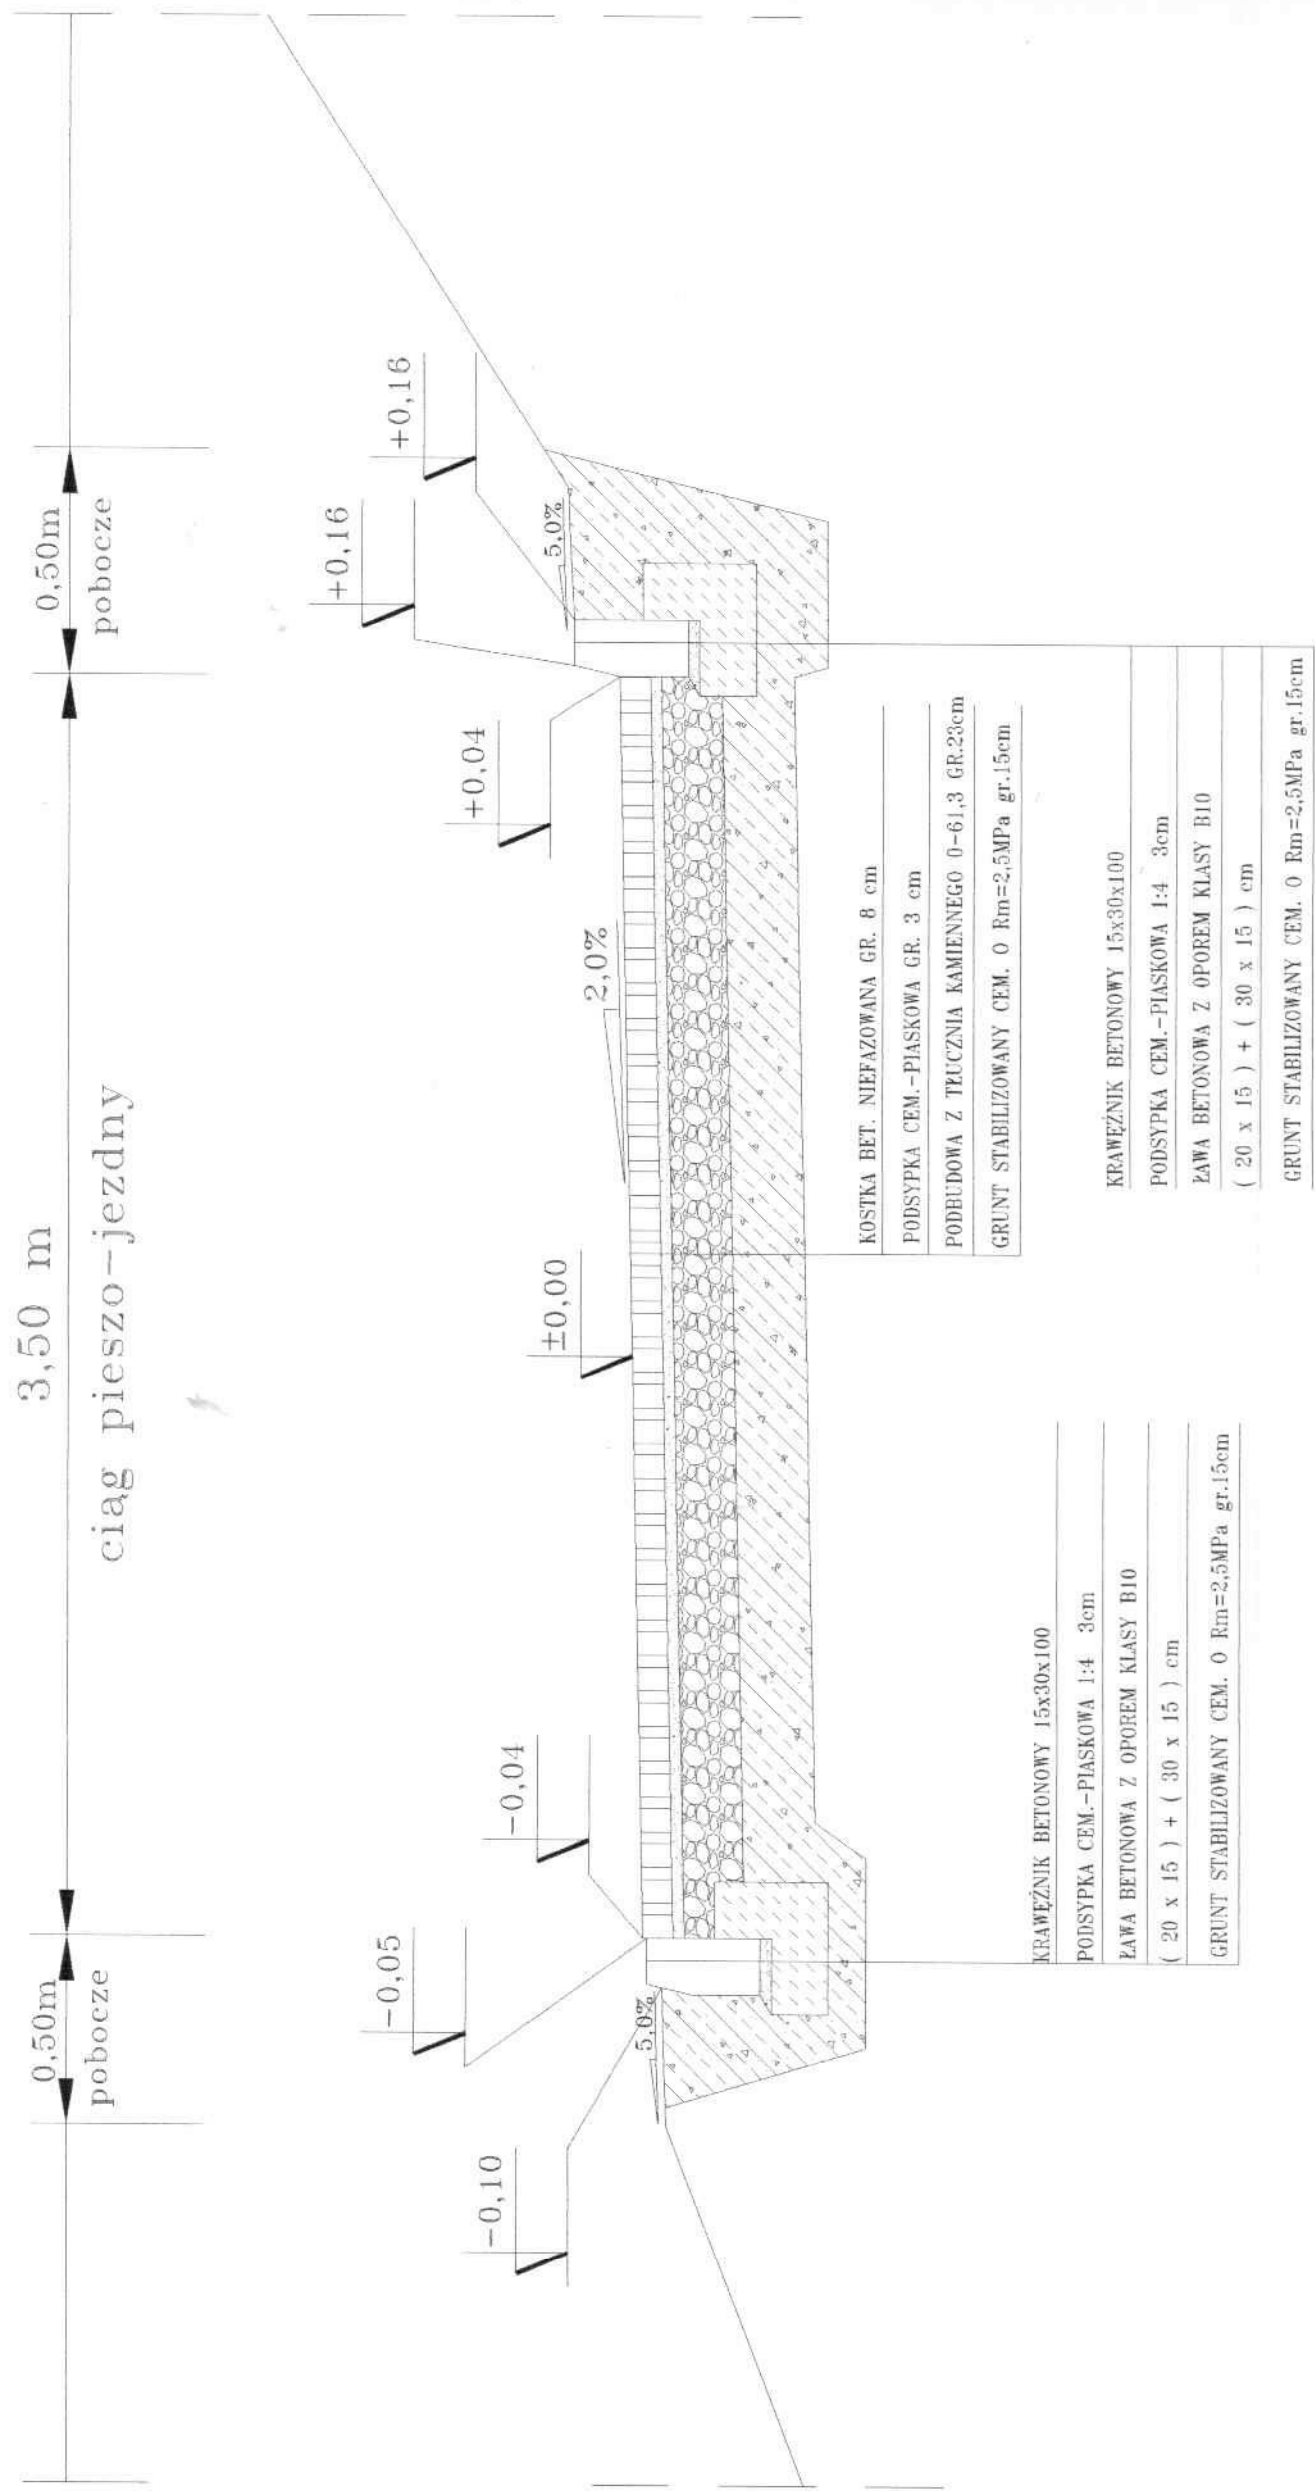 0,50m
pobocze
3,50 m
ciąg pieszo-jezdny
0,50m
pobocze
-0,10
-0,05
-0,04
±0,00
2,0%
+0,04
+0,16
+0,16
5,0%
5,0%
KOSTKA BET. NIEFAZOWANA GR. 8 cm
PODSYPKA CEM.-PIASKOWA GR. 3 cm
PODBUDOWA Z TŁUCZNIA KAMIENNEGO 0-61,3 GR.23cm
GRUNT STABILIZOWANY CEM. O Rm=2,5MPa gr.15cm
KRAWĘŻNIK BETONOWY 15x30x100
PODSYPKA CEM.-PIASKOWA 1:4 3cm
ŁAWA BETONOWA Z OPOREM KLASY B10
( 20 x 15 ) + ( 30 x 15 ) cm
GRUNT STABILIZOWANY CEM. O Rm=2,5MPa gr.15cm
KRAWĘŻNIK BETONOWY 15x30x100
PODSYPKA CEM.-PIASKOWA 1:4 3cm
ŁAWA BETONOWA Z OPOREM KLASY B10
( 20 x 15 ) + ( 30 x 15 ) cm
GRUNT STABILIZOWANY CEM. O Rm=2,5MPa gr.15cm